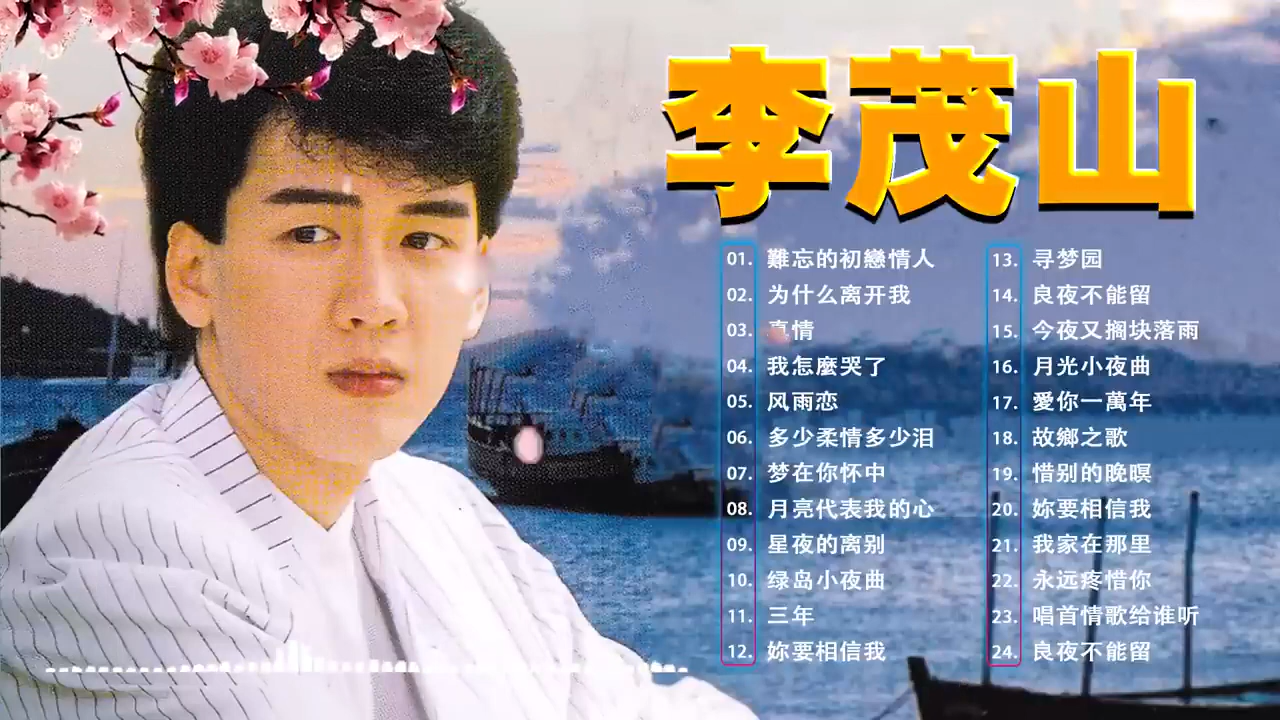 李茂山
01. 難忘的初戀情人
02. 为什么离开我
03. 真情
04. 我怎麼哭了
05. 风雨恋
06. 多少柔情多少泪
07. 梦在你怀中
08. 月亮代表我的心
09. 星夜的离别
10. 绿岛小夜曲
11. 三年
12. 妳要相信我
13. 寻梦园
14. 良夜不能留
15. 今夜又搁块落雨
16. 月光小夜曲
17. 愛你一萬年
18. 故鄉之歌
19. 惜别的晚暝
20. 妳要相信我
21. 我家在那里
22. 永远疼惜你
23. 唱首情歌给谁听
24. 良夜不能留